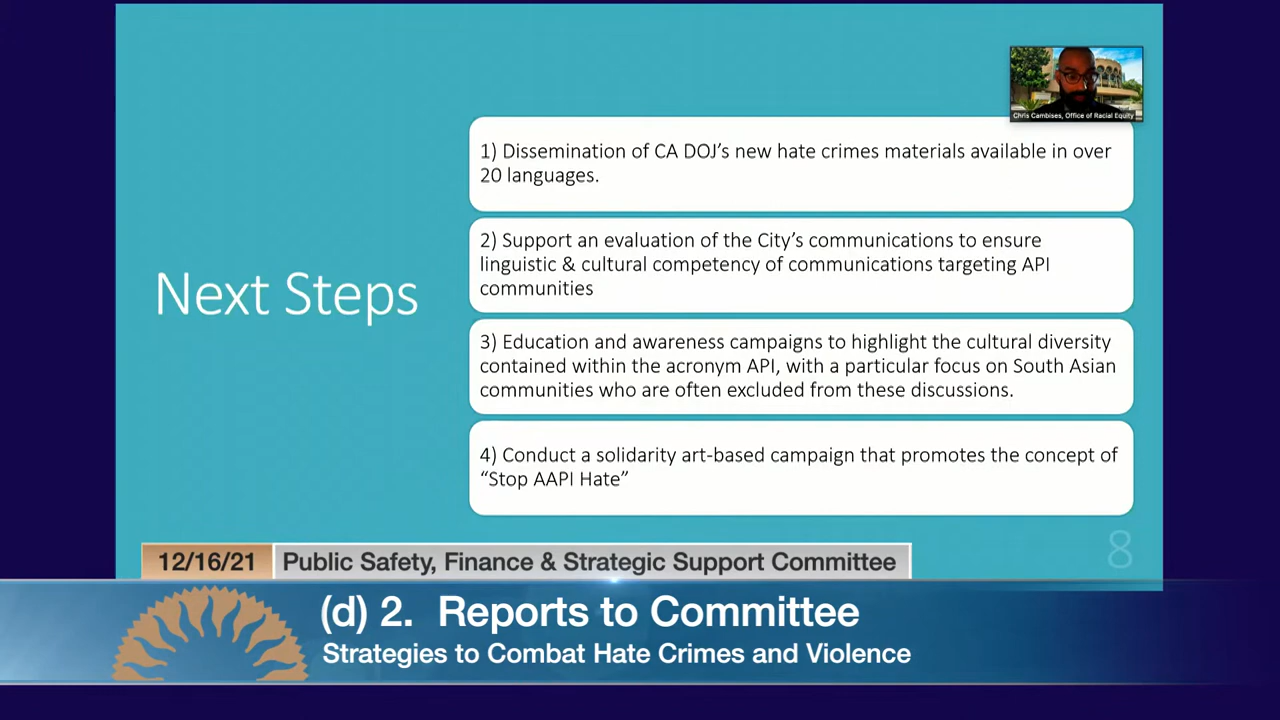 Chris Cambises, Office of Racial Equity
1) Dissemination of CA DOJ’s new hate crimes materials available in over
20 languages.
2) Support an evaluation of the City’s communications to ensure
linguistic & cultural competency of communications targeting API
communities
Next Steps
3) Education and awareness campaigns to highlight the cultural diversity
contained within the acronym API, with a particular focus on South Asian
communities who are often excluded from these discussions.
4) Conduct a solidarity art-based campaign that promotes the concept of
“Stop AAPI Hate”
8
12/16/21 Public Safety, Finance & Strategic Support Committee
(d) 2. Reports to Committee
Strategies to Combat Hate Crimes and Violence